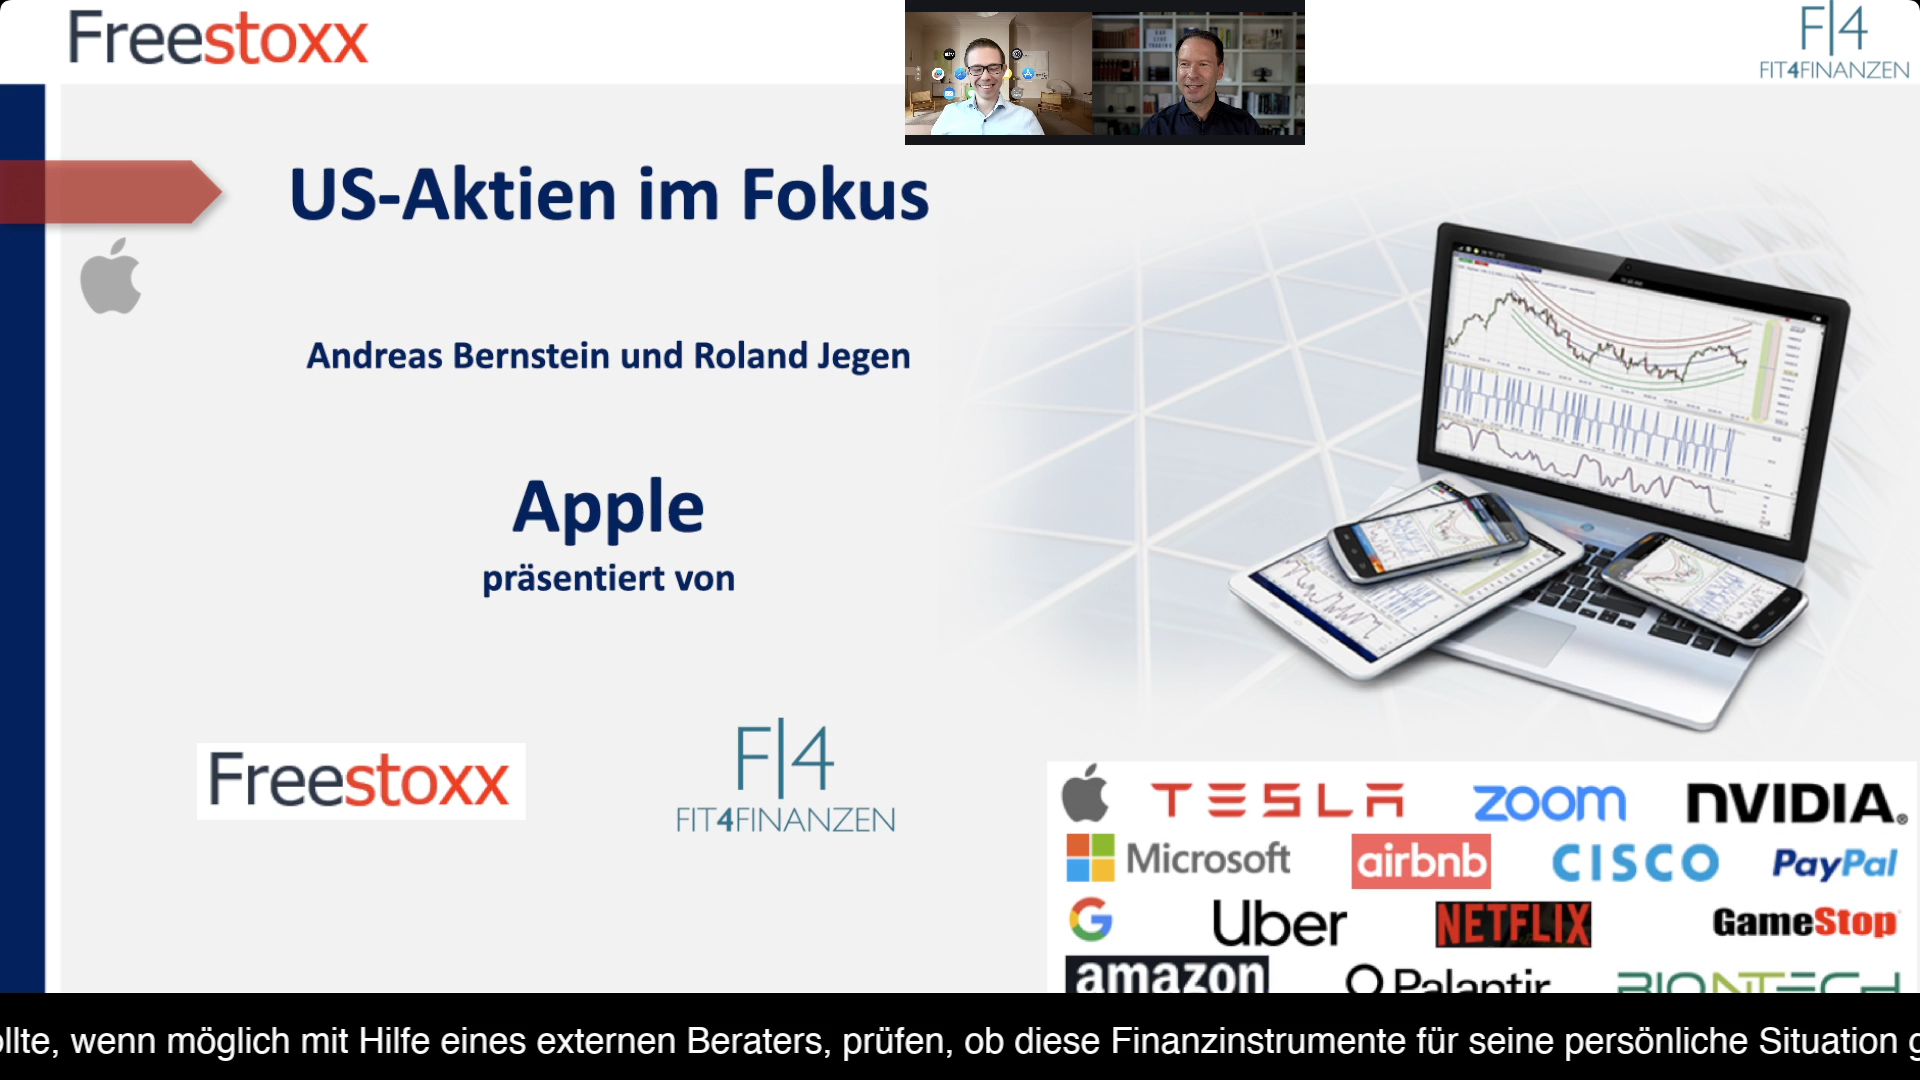 Freestoxx
F|4
FIT4FINANZEN
US-Aktien im Fokus
Andreas Bernstein und Roland Jegen
Apple
präsentiert von
Freestoxx
F|4
FIT4FINANZEN
TESLA zoom NVIDIA.
Microsoft airbnb CISCO PayPal
G Uber NETFLIX GameStop
amazon Palantir BIONTECH
llte, wenn möglich mit Hilfe eines externen Beraters, prüfen, ob diese Finanzinstrumente für seine persönliche Situation g